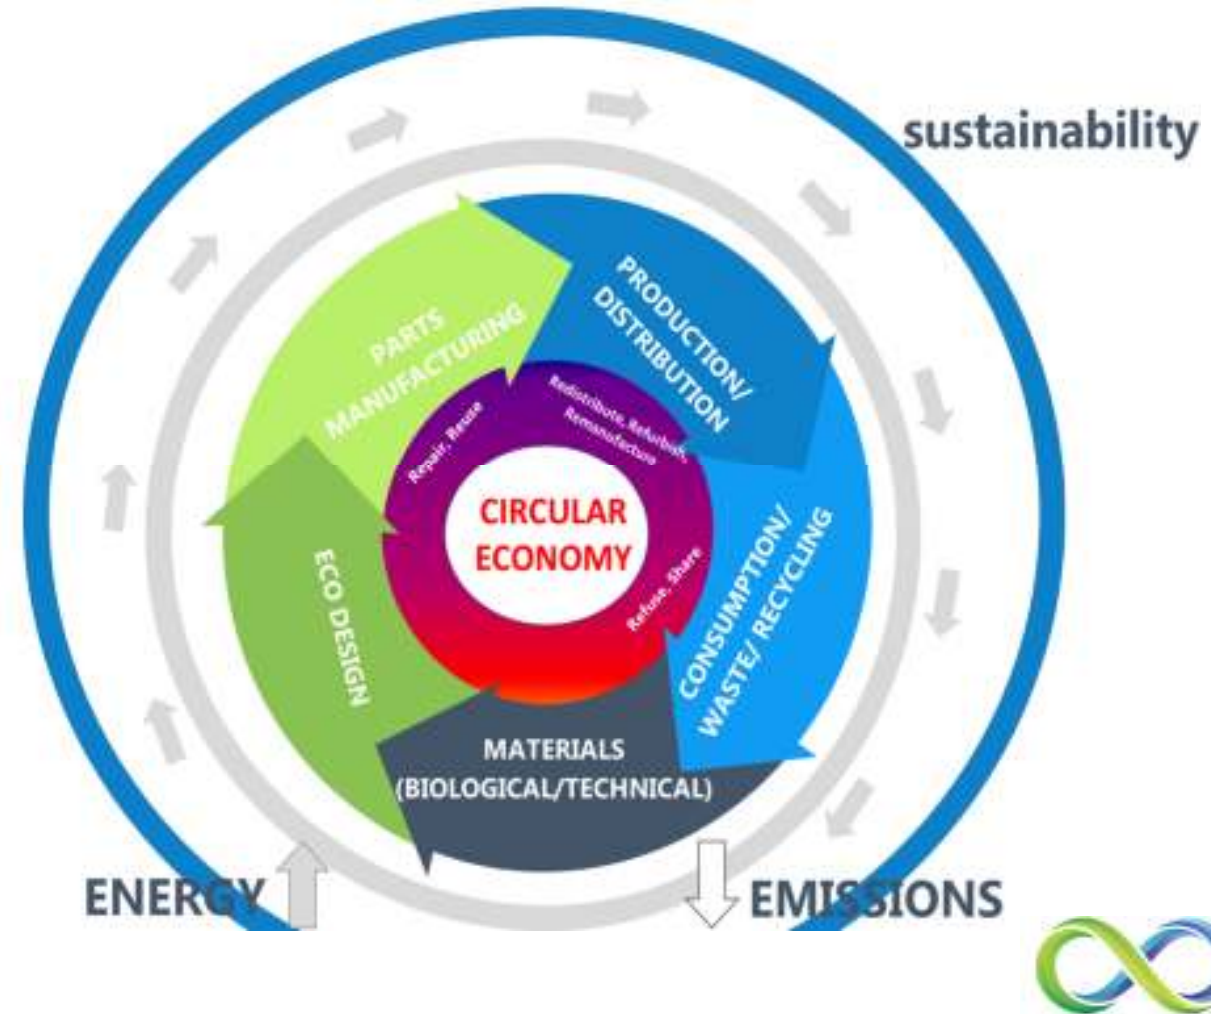 sustainability
PRODUCTION/
DISTRIBUTION
PARTS
MANUFACTURING
Redistribute, Refurbish,
Remanufacture
Repair, Reuse
CIRCULAR
ECONOMY
Refuse, Share
CONSUMPTION/
WASTE/ RECYCLING
ECO DESIGN
MATERIALS
(BIOLOGICAL/TECHNICAL)
ENERGY
EMISSIONS